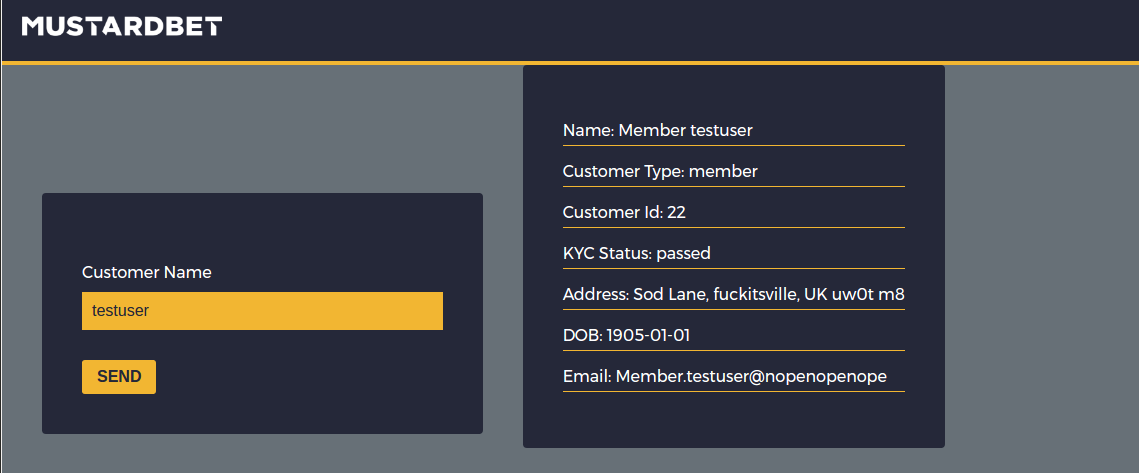 MUSTARDBET
Customer Name
testuser
SEND
Name: Member testuser
Customer Type: member
Customer Id: 22
KYC Status: passed
Address: Sod Lane, fuckitsville, UK uw0t m8
DOB: 1905-01-01
Email: Member.testuser@nopenopenope